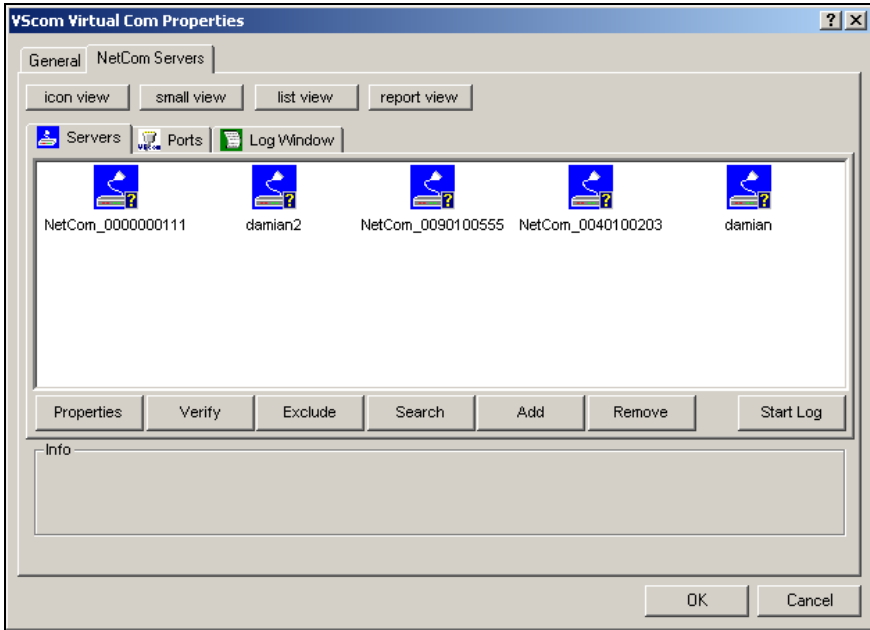 VScom Virtual Com Properties
General NetCom Servers
icon view small view list view report view
Servers Ports Log Window
NetCom_0000000111 damian2 NetCom_0090100555 NetCom_0040100203 damian
Properties Verify Exclude Search Add Remove Start Log
Info
OK Cancel